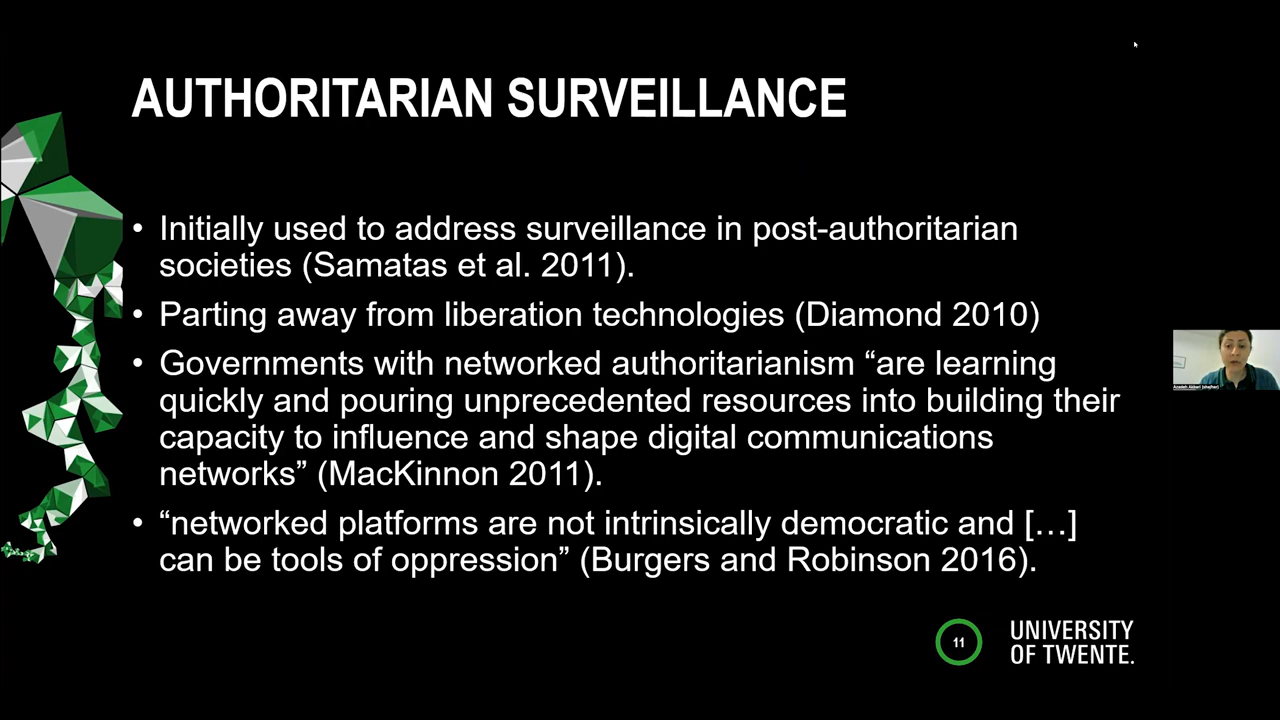 AUTHORITARIAN SURVEILLANCE
• Initially used to address surveillance in post-authoritarian
societies (Samatas et al. 2011).
• Parting away from liberation technologies (Diamond 2010)
• Governments with networked authoritarianism “are learning
quickly and pouring unprecedented resources into building their
capacity to influence and shape digital communications
networks” (MacKinnon 2011).
• “networked platforms are not intrinsically democratic and […]
can be tools of oppression” (Burgers and Robinson 2016).
11
UNIVERSITY
OF TWENTE.